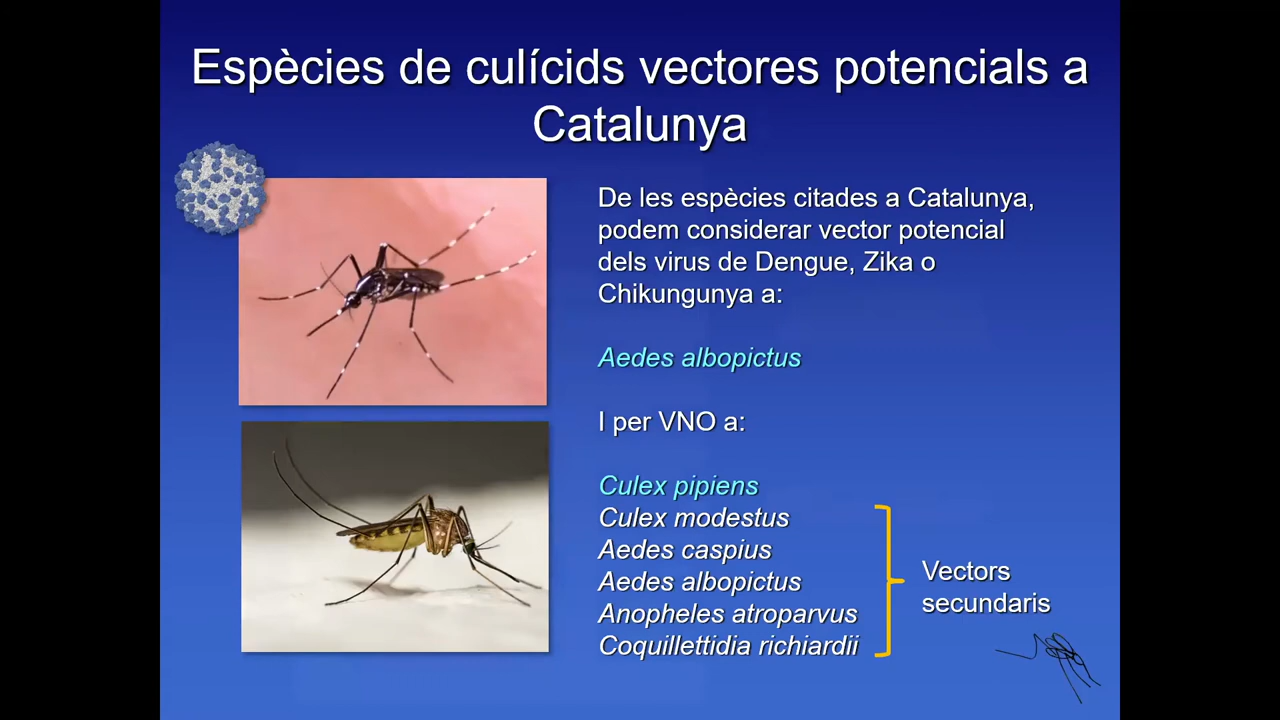 Espècies de culícids vectores potencials a
Catalunya
De les espècies citades a Catalunya,
podem considerar vector potencial
dels virus de Dengue, Zika o
Chikungunya a:
Aedes albopictus
I per VNO a:
Culex pipiens
Culex modestus
Aedes caspius
Aedes albopictus
Anopheles atroparvus
Coquillettidia richiardii
Vectors
secundaris